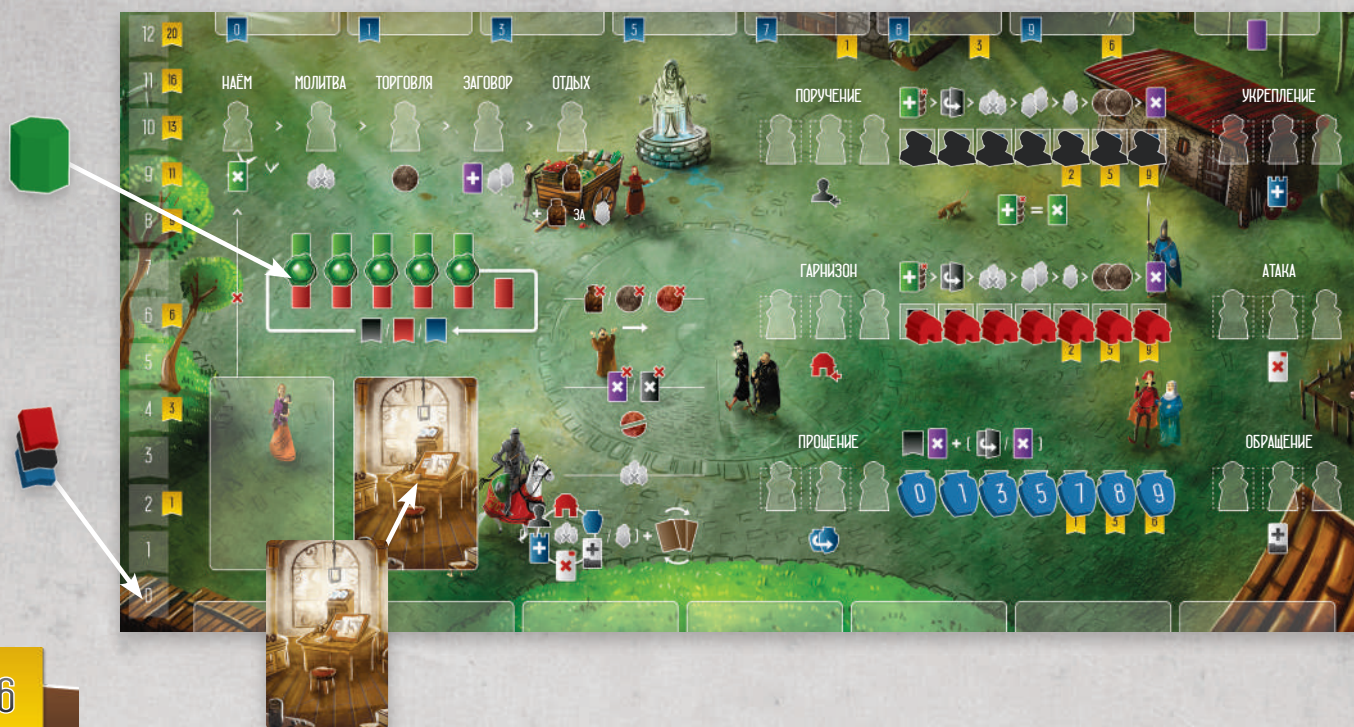 12 20 0 1 3 5 7 8 9
1 3 6
11 16 НАЁМ МОЛИТВА ТОРГОВЛЯ ЗАГОВОР ОТДЫХ
ПОРУЧЕНИЕ УКРЕПЛЕНИЕ
10 13
9 11
2 5 9
8 9
+ ЗА
=
7
ГАРНИЗОН АТАКА
6 6
2 5 9
5
4 3
3
ПРОЩЕНИЕ ОБРАЩЕНИЕ
2 1
0 1 3 5 7 8 9
1 3 6
1
0
6